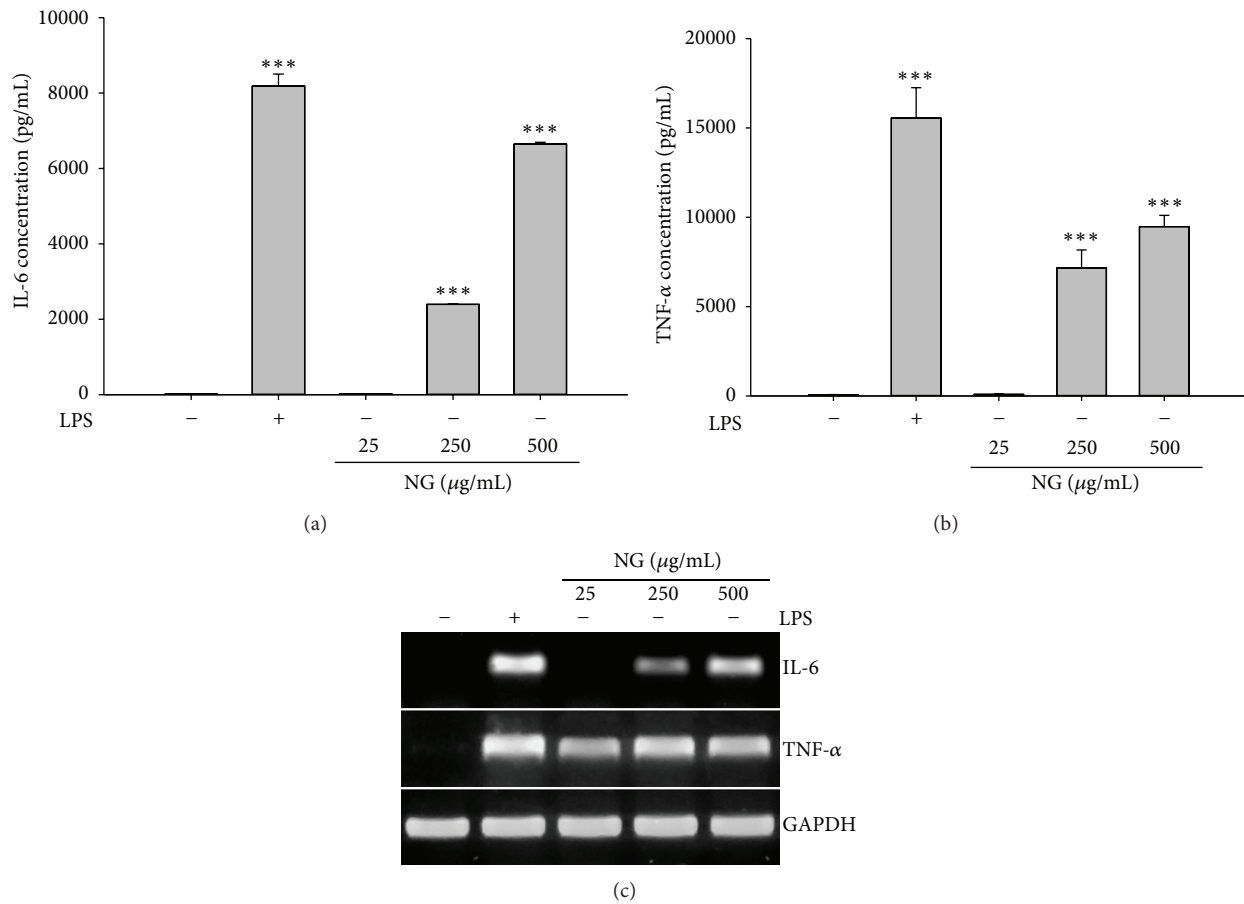 IL-6 concentration (pg/mL)
10000
8000
6000
4000
2000
0
***
***
***
LPS
− + − − −
25 250 500
NG (μg/mL)
(a)
TNF-α concentration (pg/mL)
20000
15000
10000
5000
0
***
***
***
− + − − −
25 250 500
NG (μg/mL)
(b)
NG (μg/mL)
25 250 500
− + − − − LPS
IL-6
TNF-α
GAPDH
(c)